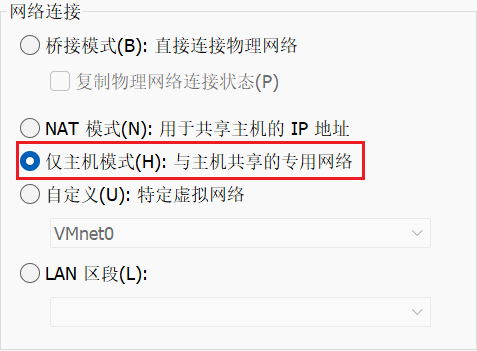 网络连接
桥接模式(B): 直接连接物理网络
复制物理网络连接状态(P)
NAT 模式(N): 用于共享主机的 IP 地址
仅主机模式(H): 与主机共享的专用网络
自定义(U): 特定虚拟网络
VMnet0
LAN 区段(L):